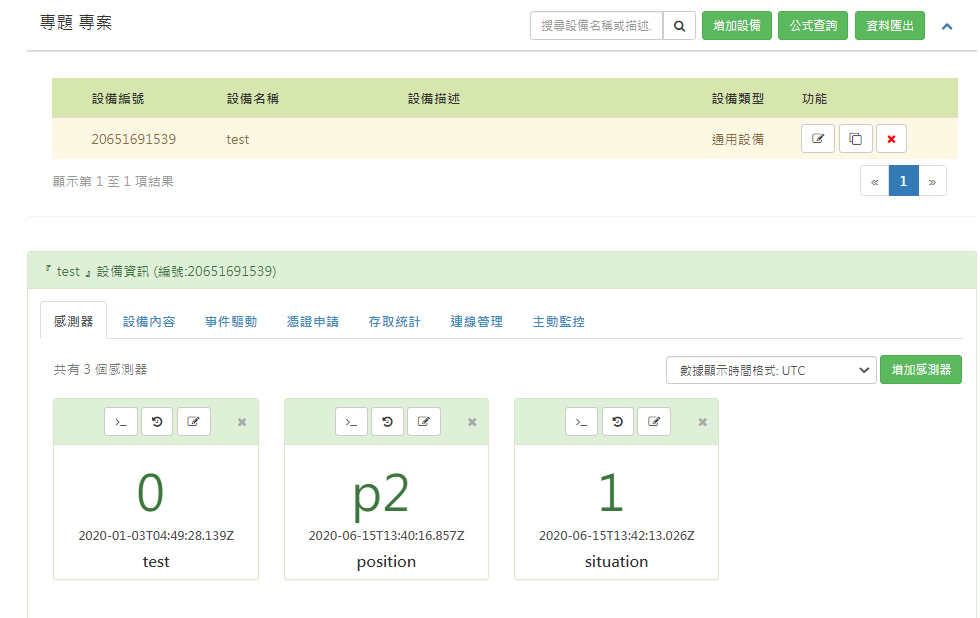 專題 專案
搜尋設備名稱或描述. 增加設備 公式查詢 資料匯出
設備編號 設備名稱 設備描述 設備類型 功能
20651691539 test 通用設備
顯示第 1 至 1 項結果 « 1 »
『 test 』設備資訊 (編號:20651691539)
感測器 設備內容 事件驅動 憑證申請 存取統計 連線管理 主動監控
共有 3 個感測器 數據顯示時間格式: UTC 增加感測器
0
2020-01-03T04:49:28.139Z
test
p2
2020-06-15T13:40:16.857Z
position
1
2020-06-15T13:42:13.026Z
situation